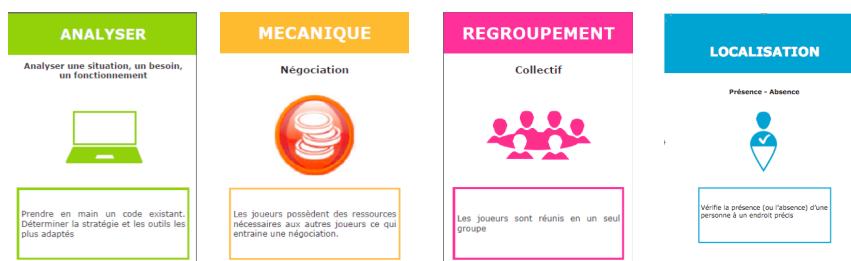 ANALYSER
Analyser une situation, un besoin,
un fonctionnement
Prendre en main un code existant.
Déterminer la stratégie et les outils les
plus adaptés
MECANIQUE
Négociation
Les joueurs possèdent des ressources
nécessaires aux autres joueurs ce qui
entraine une négociation.
REGROUPEMENT
Collectif
Les joueurs sont réunis en un seul
groupe
LOCALISATION
Présence - Absence
Vérifie la présence (ou l'absence) d'une
personne à un endroit précis